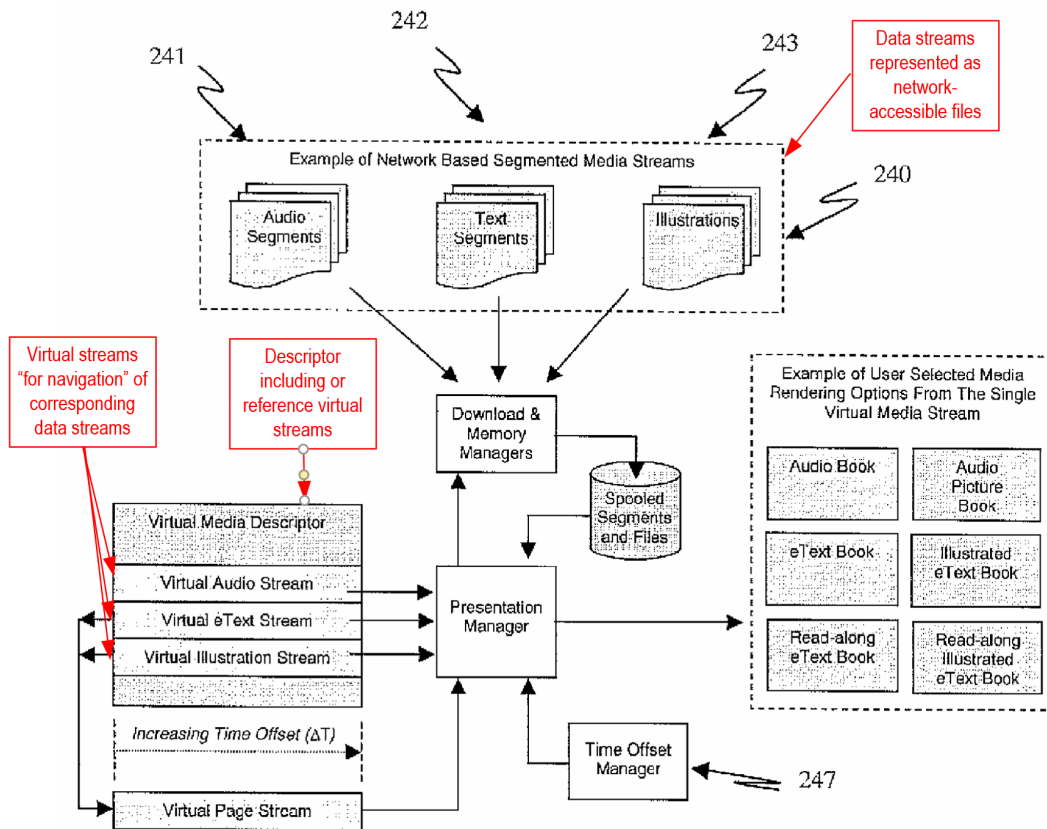 241
242
243
Data streams
represented as
network-
accessible files
Example of Network Based Segmented Media Streams
240
Audio
Segments
Text
Segments
Illustrations
Virtual streams
“for navigation” of
corresponding
data streams
Descriptor
including or
reference virtual
streams
Download &
Memory
Managers
Spooled
Segments
and Files
Example of User Selected Media
Rendering Options From The Single
Virtual Media Stream
Audio Book
Audio
Picture
Book
eText Book
Illustrated
eText Book
Read-along
eText Book
Read-along
Illustrated
eText Book
Virtual Media Descriptor
Virtual Audio Stream
Virtual eText Stream
Virtual Illustration Stream
Presentation
Manager
Increasing Time Offset (ΔT)
Time Offset
Manager
247
Virtual Page Stream